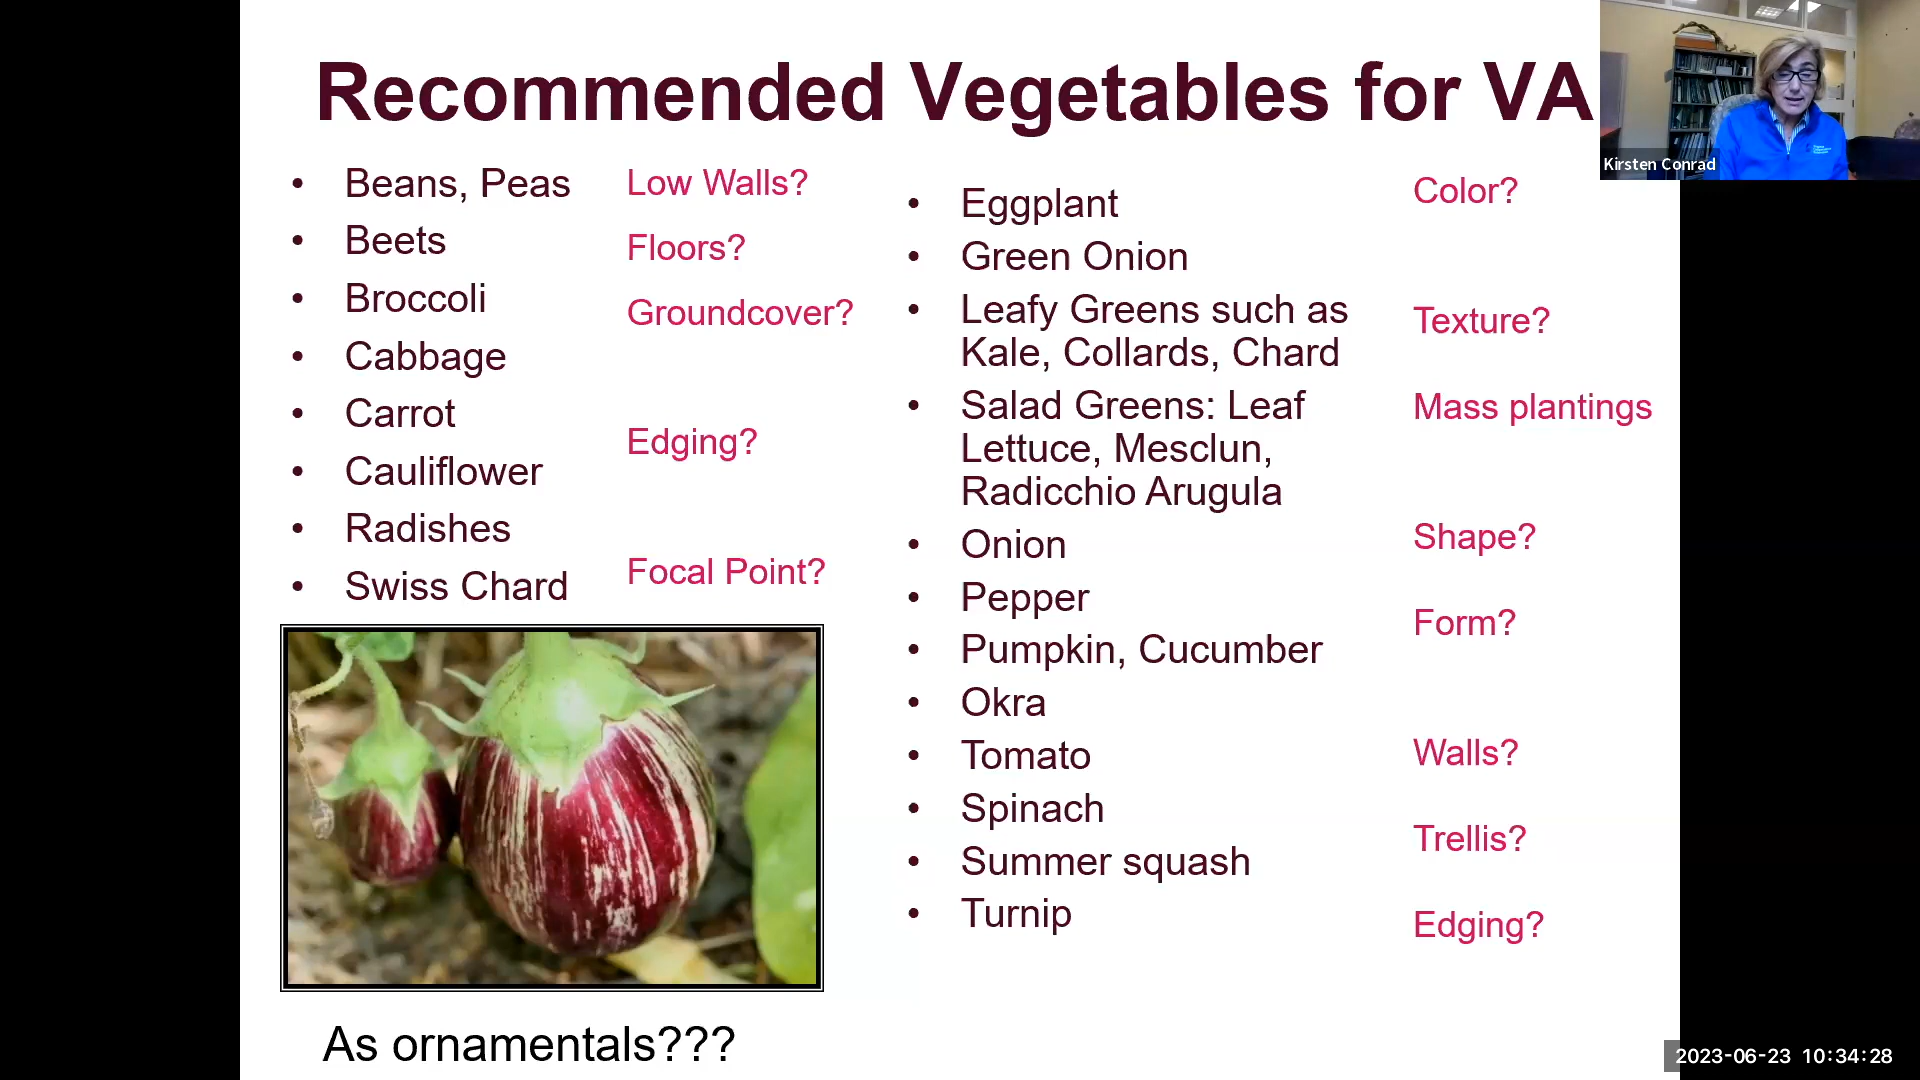 Recommended Vegetables for VA
Kirsten Conrad
• Beans, Peas
• Beets
• Broccoli
• Cabbage
• Carrot
• Cauliflower
• Radishes
• Swiss Chard
Low Walls?
Floors?
Groundcover?
Edging?
Focal Point?
• Eggplant
• Green Onion
• Leafy Greens such as
Kale, Collards, Chard
• Salad Greens: Leaf
Lettuce, Mesclun,
Radicchio Arugula
• Onion
• Pepper
• Pumpkin, Cucumber
• Okra
• Tomato
• Spinach
• Summer squash
• Turnip
Color?
Texture?
Mass plantings
Shape?
Form?
Walls?
Trellis?
Edging?
As ornamentals???
2023-06-23 10:34:28